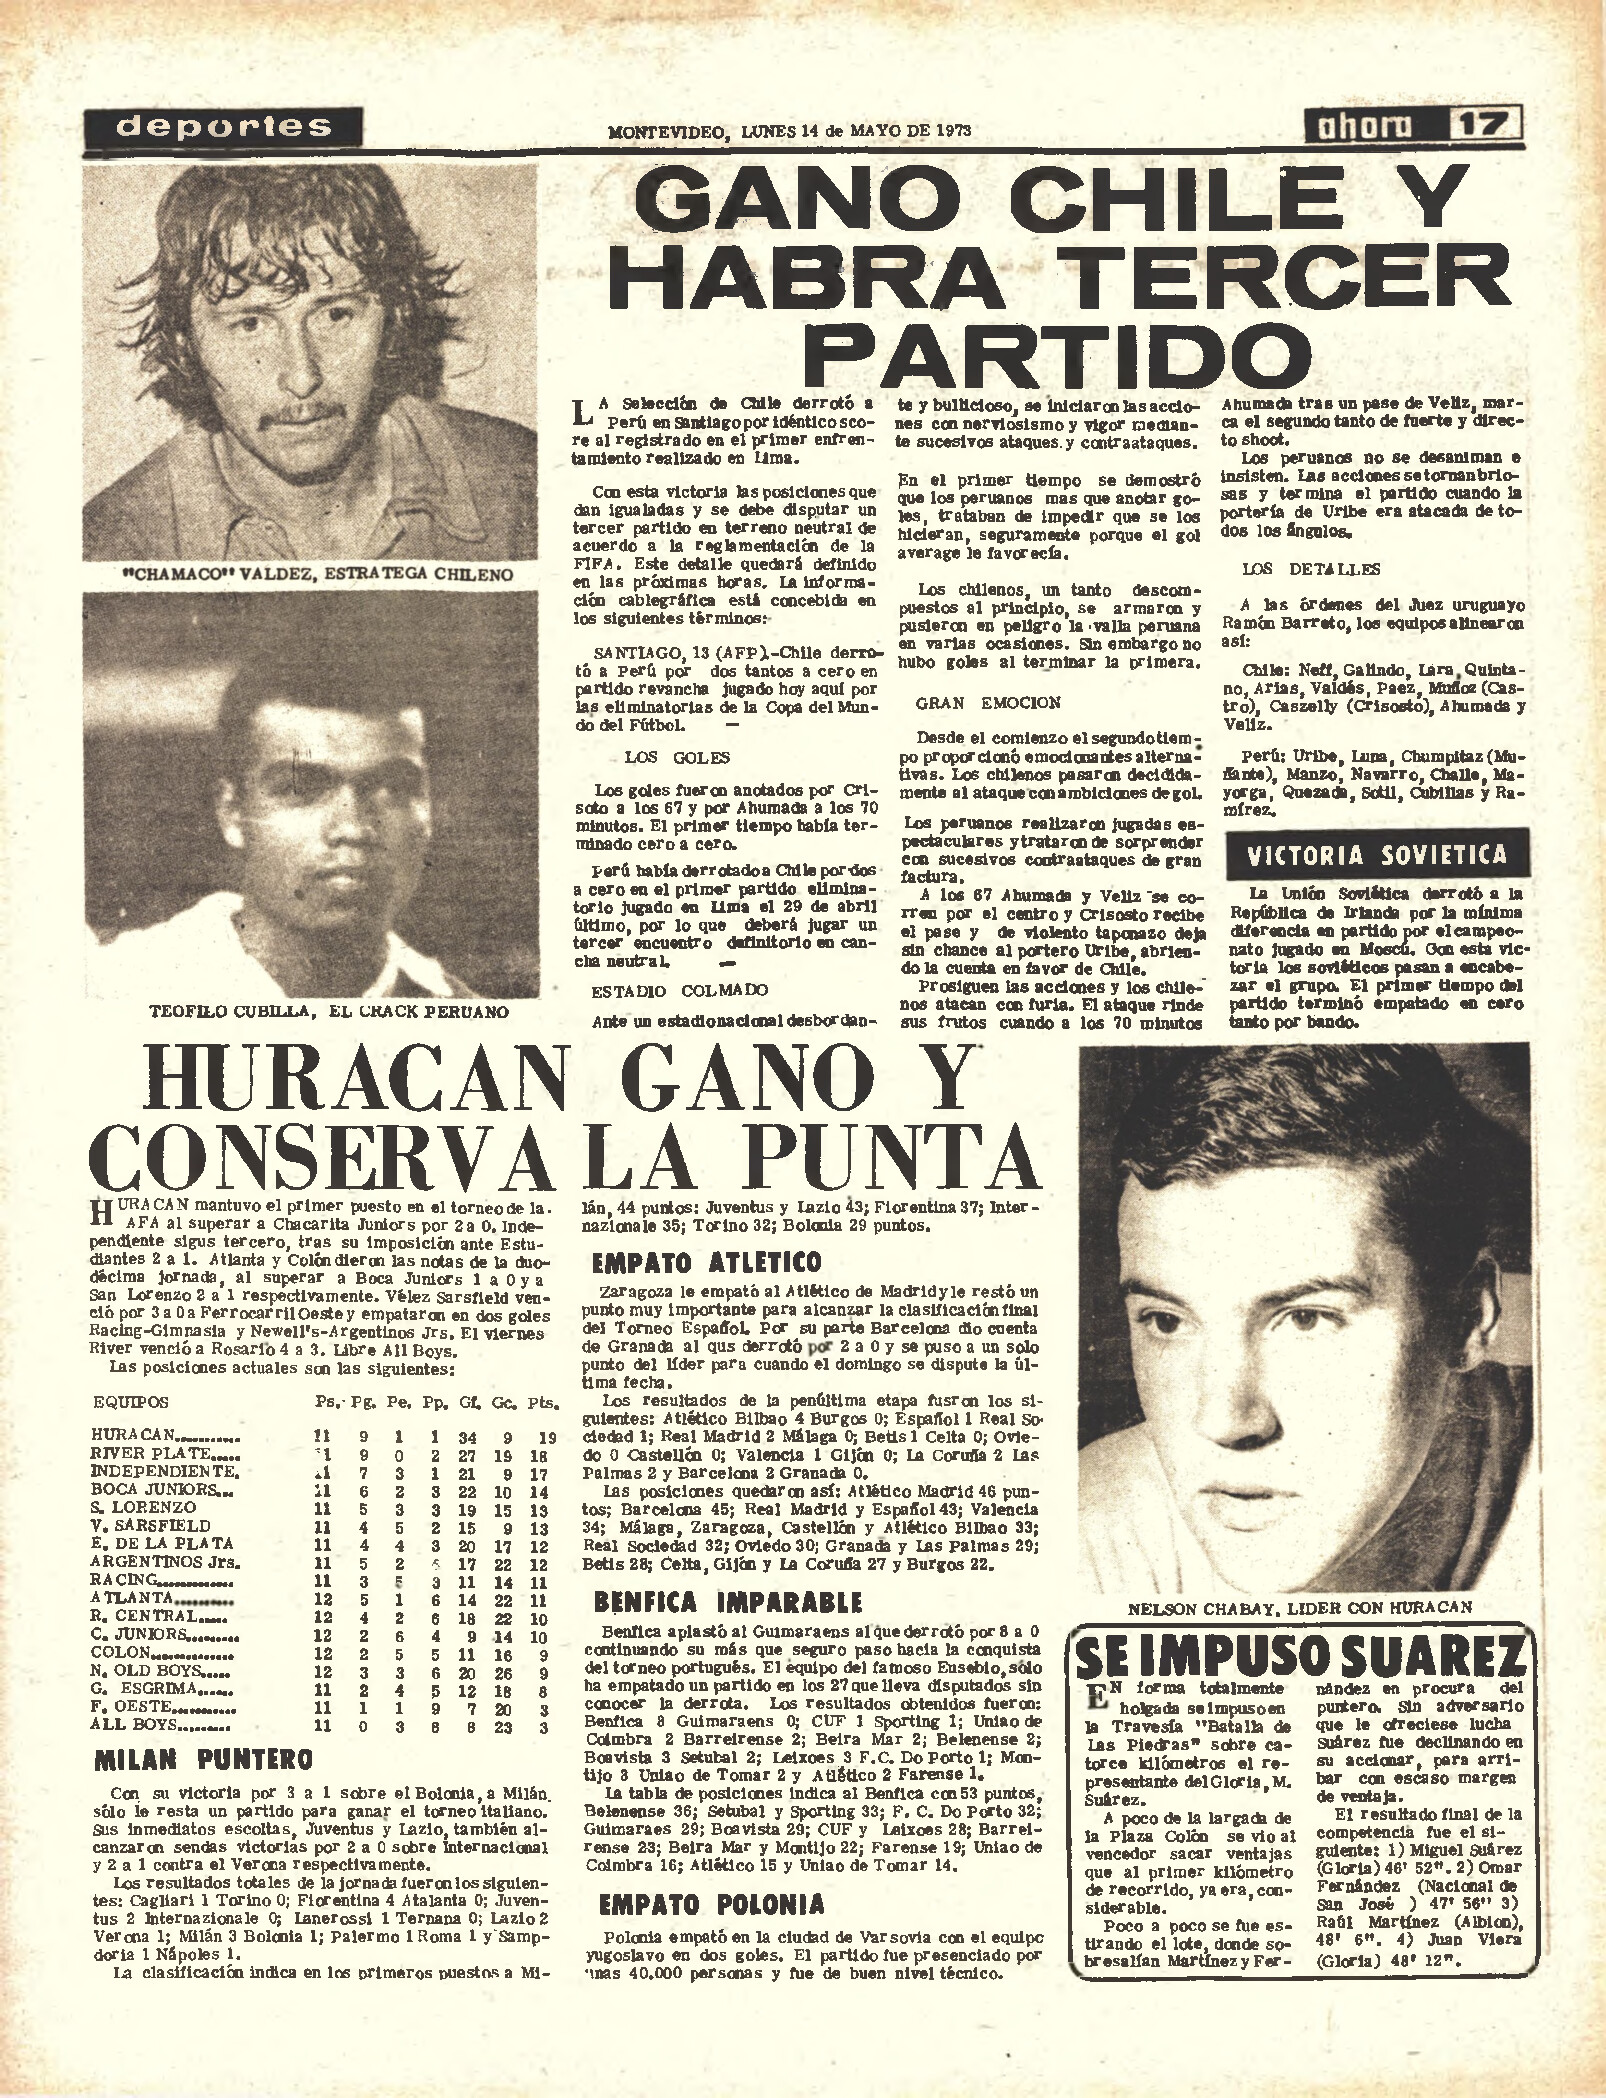 deportes
MONTEVIDEO, LUNES 14 de MAYO DE 1973
ahora 17
"CHAMACO" VALDEZ, ESTRATEGA CHILENO
TEOFILO CUBILLA, EL CRACK PERUANO
GANO CHILE Y
HABRA TERCER
PARTIDO
LA Selección de Chile derrotó a
Perú en Santiago por idéntico sco-
re al registrado en el primer enfren-
tamiento realizado en Lima.
Con esta victoria las posiciones que
dan igualadas y se debe disputar un
tercer partido en terreno neutral de
acuerdo a la reglamentación de la
FIFA. Este detalle quedará definido
en las próximas horas. La informa-
ción cablegráfica está concebida en
los siguientes términos:
SANTIAGO, 13 (AFP).-Chile derro-
tó a Perú por dos tantos a cero en
partido revancha jugado hoy aquí por
las eliminatorias de la Copa del Mun-
do del Fútbol. —
LOS GOLES
Los goles fueron anotados por Cri-
soto a los 67 y por Ahumada a los 70
minutos. El primer tiempo había ter-
minado cero a cero.
Perú había derrotado a Chile por dos
a cero en el primer partido elimina-
torio jugado en Lima el 29 de abril
último, por lo que deberá jugar un
tercer encuentro definitorio en can-
cha neutral. —
ESTADIO COLMADO
Ante un estadio nacional desbordan-
te y bullicioso, se iniciaron las accio-
nes con nerviosismo y vigor median-
te sucesivos ataques. y contraataques.
En el primer tiempo se demostró
que los peruanos mas que anotar go-
les, trataban de impedir que se los
hicieran, seguramente porque el gol
average le favorecía.
Los chilenos, un tanto descom-
puestos al principio, se armaron y
pusieron en peligro la valla peruana
en varias ocasiones. Sin embargo no
hubo goles al terminar la primera.
GRAN EMOCION
Desde el comienzo el segundo tiem-
po proporcionó emocionantes alterna-
tivas. Los chilenos pasaron decidida-
mente al ataque con ambiciones de gol.
Los peruanos realizaron jugadas es-
pectaculares y trataron de sorprender
con sucesivos contraataques de gran
factura.
A los 67 Ahumada y Veliz se co-
rren por el centro y Crisosto recibe
el pase y de violento taponazo deja
sin chance al portero Uribe, abrien-
do la cuenta en favor de Chile.
Prosiguen las acciones y los chile-
nos atacan con furia. El ataque rinde
sus frutos cuando a los 70 minutos
Ahumada tras un pase de Veliz, mar-
ca el segundo tanto de fuerte y direc-
to shoot.
Los peruanos no se desaniman e
insisten. Las acciones se tornan brio-
sas y termina el partido cuando la
portería de Uribe era atacada de to-
dos los ángulos.
LOS DETALLES
A las órdenes del Juez uruguayo
Ramón Barreto, los equipos alinearon
así:
Chile: Neff, Galindo, Lara, Quinta-
no, Arias, Valdés, Paez, Muñoz (Cas-
tro), Caszelly (Crisosto), Ahumada y
Veliz.
Perú: Uribe, Luna, Chumpitaz (Mu-
ñante), Manzo, Navarro, Challe, Ma-
yorga, Quezada, Sotil, Cubillas y Ra-
mírez.
VICTORIA SOVIETICA
La Unión Soviética derrotó a la
República de Irlanda por la mínima
diferencia en partido por el campeo-
nato jugado en Moscú. Con esta vic-
toria los soviéticos pasan a encabe-
zar el grupo. El primer tiempo del
partido terminó empatado en cero
tanto por bando.
HURACAN GANO Y
CONSERVA LA PUNTA
HURACAN mantuvo el primer puesto en el torneo de la
AFA al superar a Chacarita Juniors por 2 a 0. Inde-
pendiente sigus tercero, tras su imposición ante Estu-
diantes 2 a 1. Atlanta y Colón dieron las notas de la duo-
décima jornada, al superar a Boca Juniors 1 a 0 y a
San Lorenzo 2 a 1 respectivamente. Vélez Sarsfield ven-
ció por 3 a 0 a Ferrocarril Oeste y empataron en dos goles
Racing-Gimnasia y Newell's-Argentinos Jrs. El viernes
River venció a Rosario 4 a 3. Libre All Boys.
Las posiciones actuales son las siguientes:
EQUIPOS Ps. Pg. Pe. Pp. Gf. Gc. Pts.
HURACAN........... 11 9 1 1 34 9 19
RIVER PLATE..... 1 9 0 2 27 19 18
INDEPENDIENTE. 11 7 3 1 21 9 17
BOCA JUNIORS... 11 6 2 3 22 10 14
S. LORENZO 11 5 3 3 19 15 13
V. SARSFIELD 11 4 5 2 15 9 13
E. DE LA PLATA 11 4 4 3 20 17 12
ARGENTINOS Jrs. 11 5 2 17 22 12
RACING............. 11 3 5 3 11 14 11
ATLANTA.......... 12 5 1 6 14 22 11
R. CENTRAL..... 12 4 2 6 18 22 10
C. JUNIORS......... 12 2 6 4 9 14 10
COLON............... 12 2 5 5 11 16 9
N. OLD BOYS..... 12 3 3 6 20 26 9
G. ESGRIMA...... 11 2 4 5 12 18 8
F. OESTE........... 11 1 1 9 7 20 3
ALL BOYS......... 11 0 3 8 8 23 3
MILAN PUNTERO
Con su victoria por 3 a 1 sobre el Bolonia, a Milán.
sólo le resta un partido para ganar el torneo italiano.
Sus inmediatos escoltas, Juventus y Lazio, también al-
canzaron sendas victorias por 2 a 0 sobre Internacional
y 2 a 1 contra el Verona respectivamente.
Los resultados totales de la jornada fueron los siguien-
tes: Cagliari 1 Torino 0; Fiorentina 4 Atalanta 0; Juven-
tus 2 Internazionale 0; Lanerossi 1 Ternana 0; Lazio 2
Verona 1; Milán 3 Bolonia 1; Palermo 1 Roma 1 y Samp-
doria 1 Nápoles 1.
La clasificación indica en los primeros puestos a Mi-
lán, 44 puntos: Juventus y Lazio 43; Fiorentina 37; Inter-
nazionale 35; Torino 32; Bolonia 29 puntos.
EMPATO ATLETICO
Zaragoza le empató al Atlético de Madrid y le restó un
punto muy importante para alcanzar la clasificación final
del Torneo Español. Por su parte Barcelona dio cuenta
de Granada al qus derrotó por 2 a 0 y se puso a un solo
punto del líder para cuando el domingo se dispute la úl-
tima fecha.
Los resultados de la penúltima etapa fusron los si-
guientes: Atlético Bilbao 4 Burgos 0; Español 1 Real So-
ciedad 1; Real Madrid 2 Málaga 0; Betis 1 Celta 0; Ovie-
do 0 Castellón 0; Valencia 1 Gijón 0; La Coruña 2 Las
Palmas 2 y Barcelona 2 Granada 0.
Las posiciones quedaron así: Atlético Madrid 46 pun-
tos; Barcelona 45; Real Madrid y Español 43; Valencia
34; Málaga, Zaragoza, Castellón y Atlético Bilbao 33;
Real Sociedad 32; Oviedo 30; Granada y Las Palmas 29;
Betis 28; Celta, Gijón y La Coruña 27 y Burgos 22.
BENFICA IMPARABLE
Benfica aplastó al Guimaraens al que derrotó por 8 a 0
continuando su más que seguro paso hacia la conquista
del torneo portugués. El equipo del famoso Eusebio, sólo
ha empatado un partido en los 27 que lleva disputados sin
conocer la derrota. Los resultados obtenidos fueron:
Benfica 8 Guimaraens 0; CUF 1 Sporting 1; Uniao de
Coimbra 2 Barreirense 2; Beira Mar 2; Belenense 2;
Boavista 3 Setubal 2; Leixoes 3 F.C. Do Porto 1; Mon-
tijo 3 Uniao de Tomar 2 y Atlético 2 Farense 1.
La tabla de posiciones indica al Benfica con 53 puntos,
Belenense 36; Setubal y Sporting 33; F. C. Do Porto 32;
Guimaraes 29; Boavista 29; CUF y Leixoes 28; Barrei-
rense 23; Beira Mar y Montijo 22; Farense 19; Uniao de
Coimbra 16; Atlético 15 y Uniao de Tomar 14.
EMPATO POLONIA
Polonia empató en la ciudad de Varsovia con el equipo
yugoslavo en dos goles. El partido fue presenciado por
unas 40.000 personas y fue de buen nivel técnico.
NELSON CHABAY, LIDER CON HURACAN
SE IMPUSO SUAREZ
EN forma totalmente
holgada se impuso en
la Travesía "Batalla de
Las Piedras" sobre ca-
torce kilómetros el re-
presentante del Gloria, M.
Suárez.
A poco de la largada de
la Plaza Colón se vio al
vencedor sacar ventajas
que al primer kilómetro
de recorrido, ya era, con-
siderable.
Poco a poco se fue es-
tirando el lote, donde so-
bresalían Martínez y Fer-
nández en procura del
puntero. Sin adversario
que le ofreciese lucha
Suárez fue declinando en
su accionar, para arri-
bar con escaso margen
de ventaja.
El resultado final de la
competencia fue el si-
guiente: 1) Miguel Suárez
(Gloria) 46' 52". 2) Omar
Fernández (Nacional de
San José ) 47' 56" 3)
Raúl Martínez (Albion),
48' 6". 4) Juan Viera
(Gloria) 48' 12".